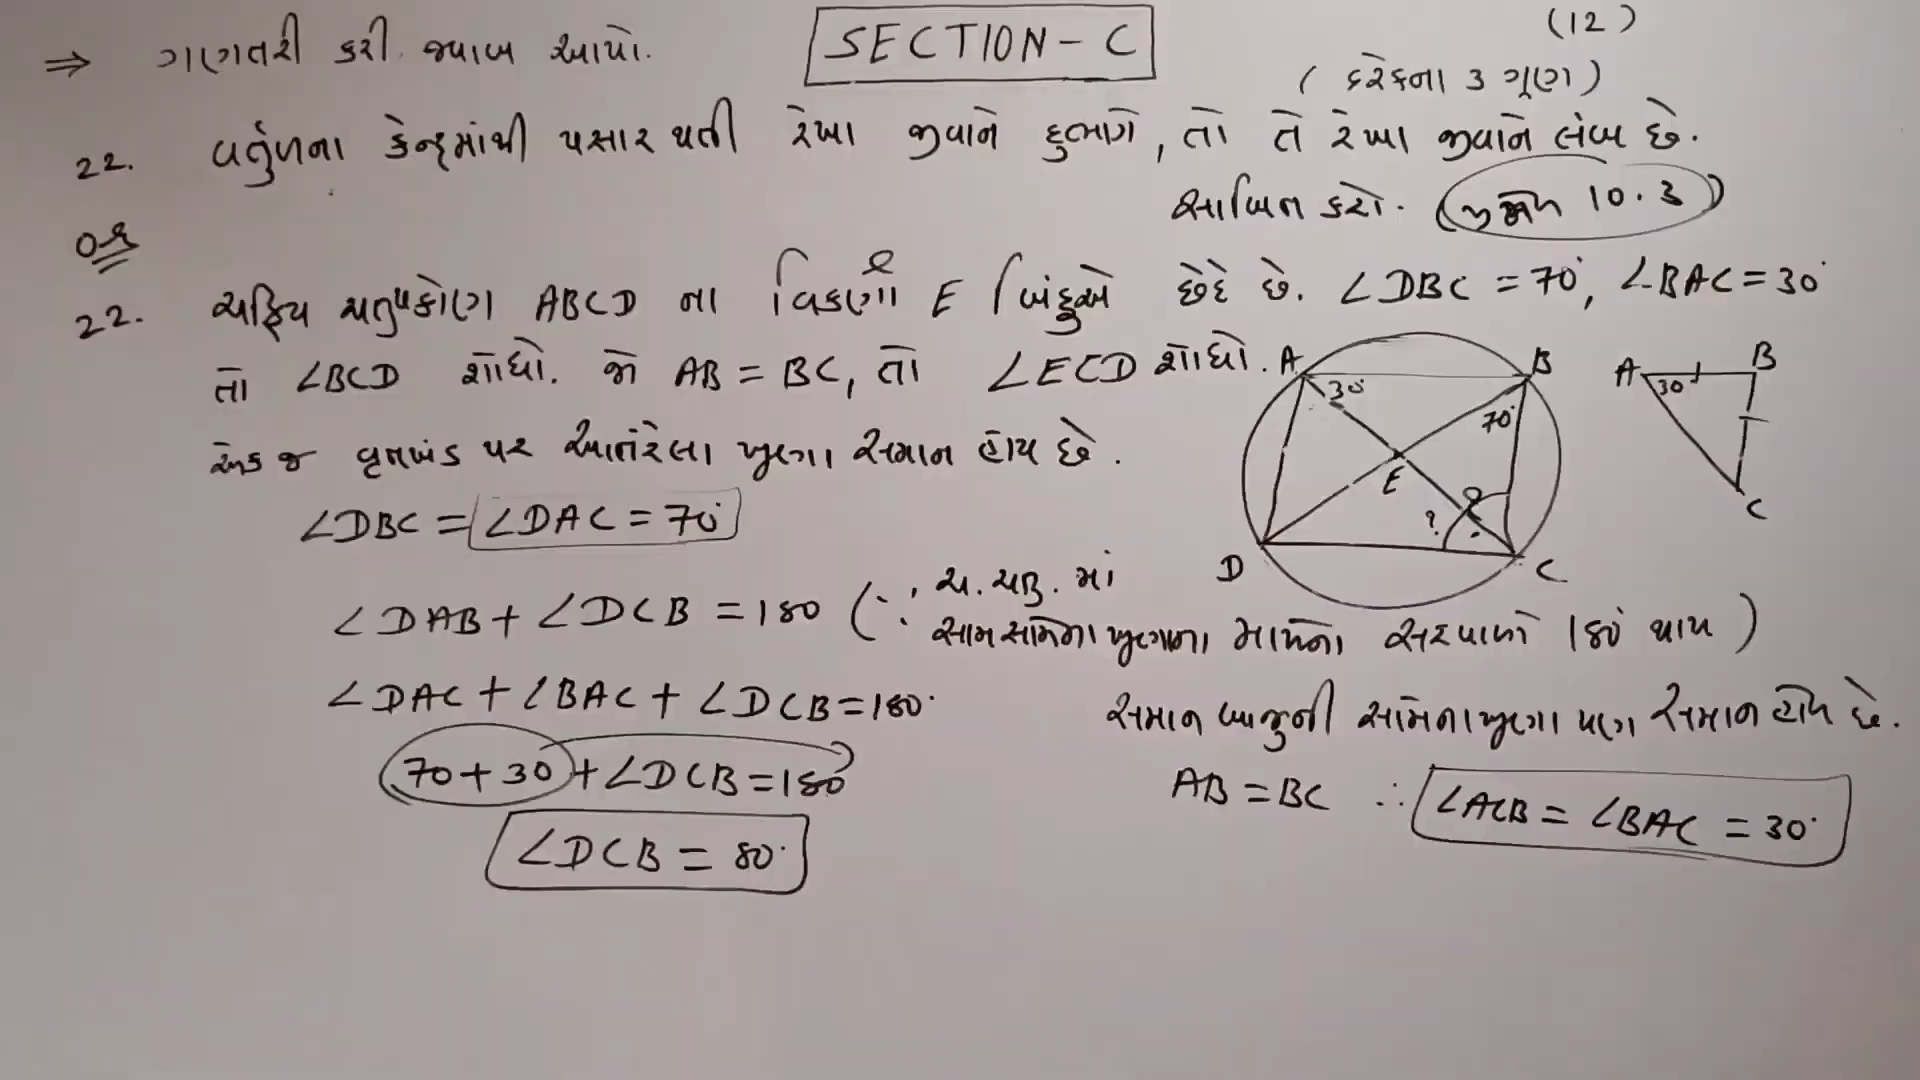 ⇒ ગણતરી કરી જવાબ આપો.
SECTION - C
(12)
( દરેકના 3 ગુણ )
22. વર્તુળના કેન્દ્રમાંથી પસાર થતી રેખા જીવાને દુભાગે, તો તે રેખા જીવાને લંબ છે.
સાબિત કરો. (પ્રમેય 10.3)
OR
22. ચક્રિય ચતુષ્કોણ ABCD ના વિકર્ણો E બિંદુએ છેદે છે. ∠DBC = 70°, ∠BAC = 30°
તો ∠BCD શોધો. જો AB = BC, તો ∠ECD શોધો.
A B 30° 70° E ? ? D C
A 30° B C
એક જ વૃતખંડ પર આંતરેલા ખૂણા સમાન હોય છે.
∠DBC = ∠DAC = 70°
∠DAB + ∠DCB = 180 (∵ ચ. ચતુ. માં
સામસામેના ખૂણાના માપનો સરવાળો 180 થાય )
∠DAC + ∠BAC + ∠DCB = 180°
70 + 30 + ∠DCB = 180
∠DCB = 80°
સમાન બાજુની સામેના ખૂણા પણ સમાન હોય છે.
AB = BC ∴ ∠ACB = ∠BAC = 30°